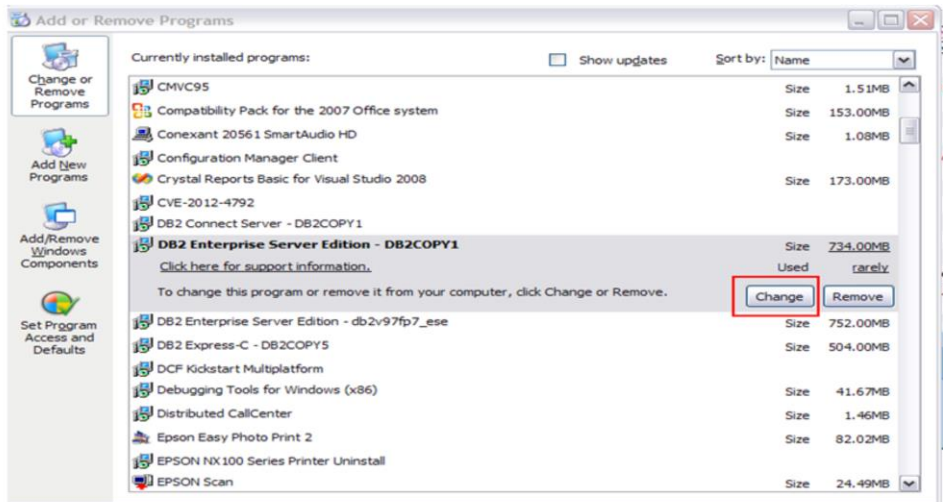 Add or Remove Programs
Change or
Remove
Programs
Add New
Programs
Add/Remove
Windows
Components
Set Program
Access and
Defaults
Currently installed programs:
Show updates
Sort by: Name
CMVC95 Size 1.51MB
Compatibility Pack for the 2007 Office system Size 153.00MB
Conexant 20561 SmartAudio HD Size 1.08MB
Configuration Manager Client
Crystal Reports Basic for Visual Studio 2008 Size 173.00MB
CVE-2012-4792
DB2 Connect Server - DB2COPY1
DB2 Enterprise Server Edition - DB2COPY1 Size 734.00MB
Click here for support information. Used rarely
To change this program or remove it from your computer, click Change or Remove. Change Remove
DB2 Enterprise Server Edition - db2v97fp7_ese Size 752.00MB
DB2 Express-C - DB2COPY5 Size 504.00MB
DCF Kickstart Multiplatform
Debugging Tools for Windows (x86) Size 41.67MB
Distributed CallCenter Size 1.46MB
Epson Easy Photo Print 2 Size 82.02MB
EPSON NX100 Series Printer Uninstall
EPSON Scan Size 24.49MB